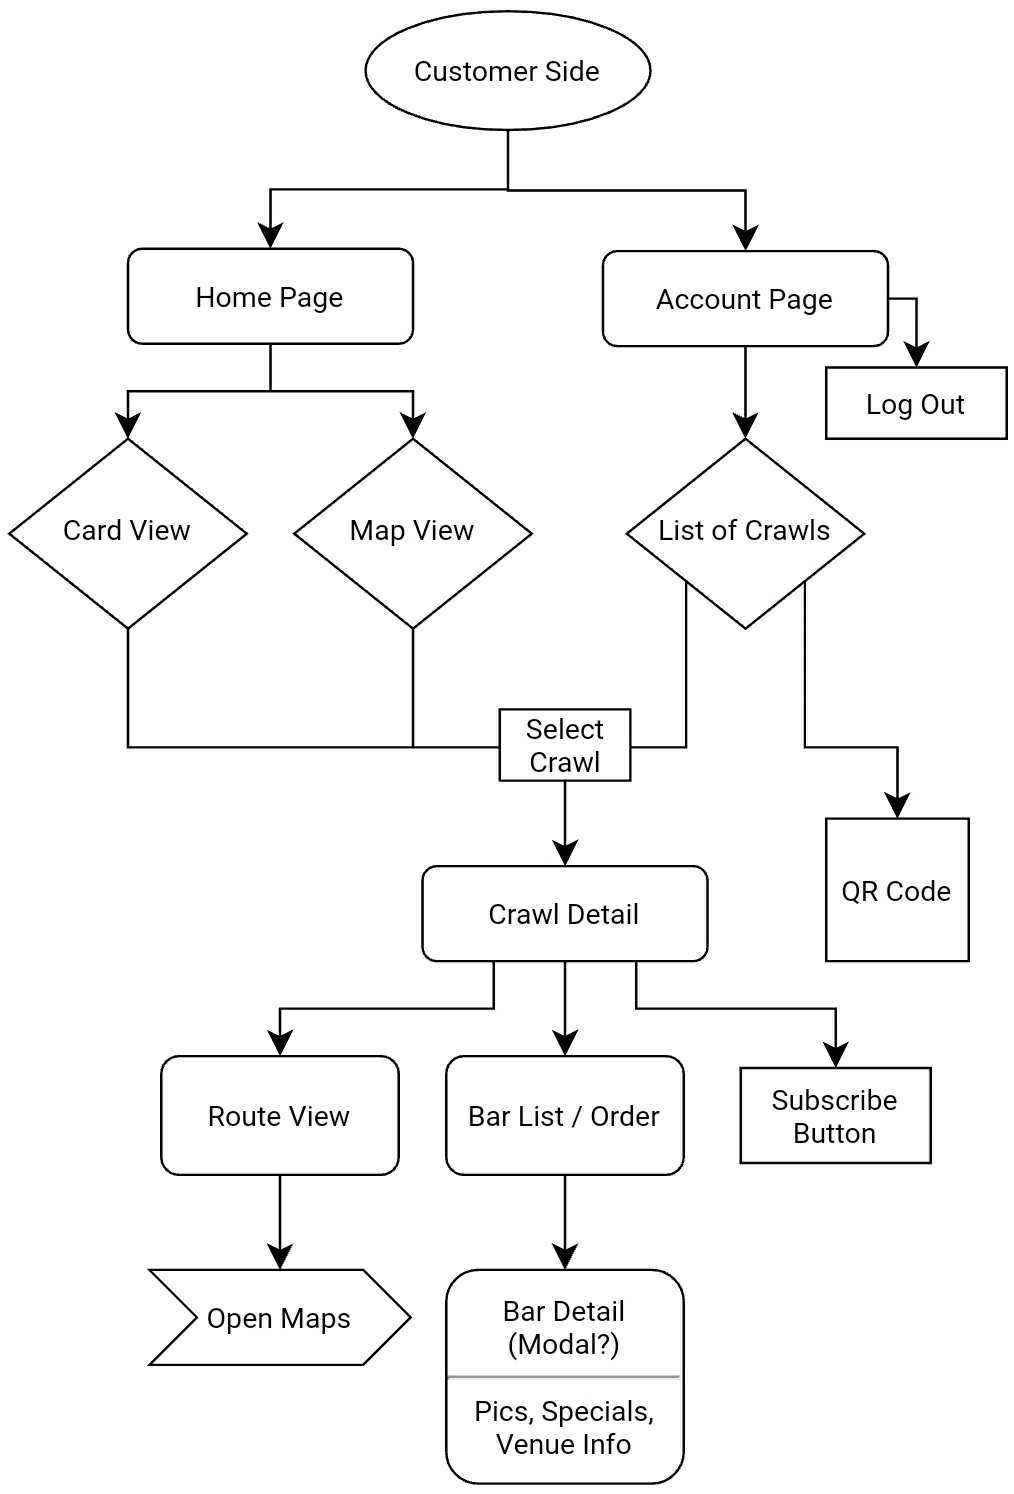 Customer Side
Home Page
Account Page
Log Out
Card View
Map View
List of Crawls
Select
Crawl
QR Code
Crawl Detail
Route View
Bar List / Order
Subscribe
Button
Open Maps
Bar Detail
(Modal?)
Pics, Specials,
Venue Info